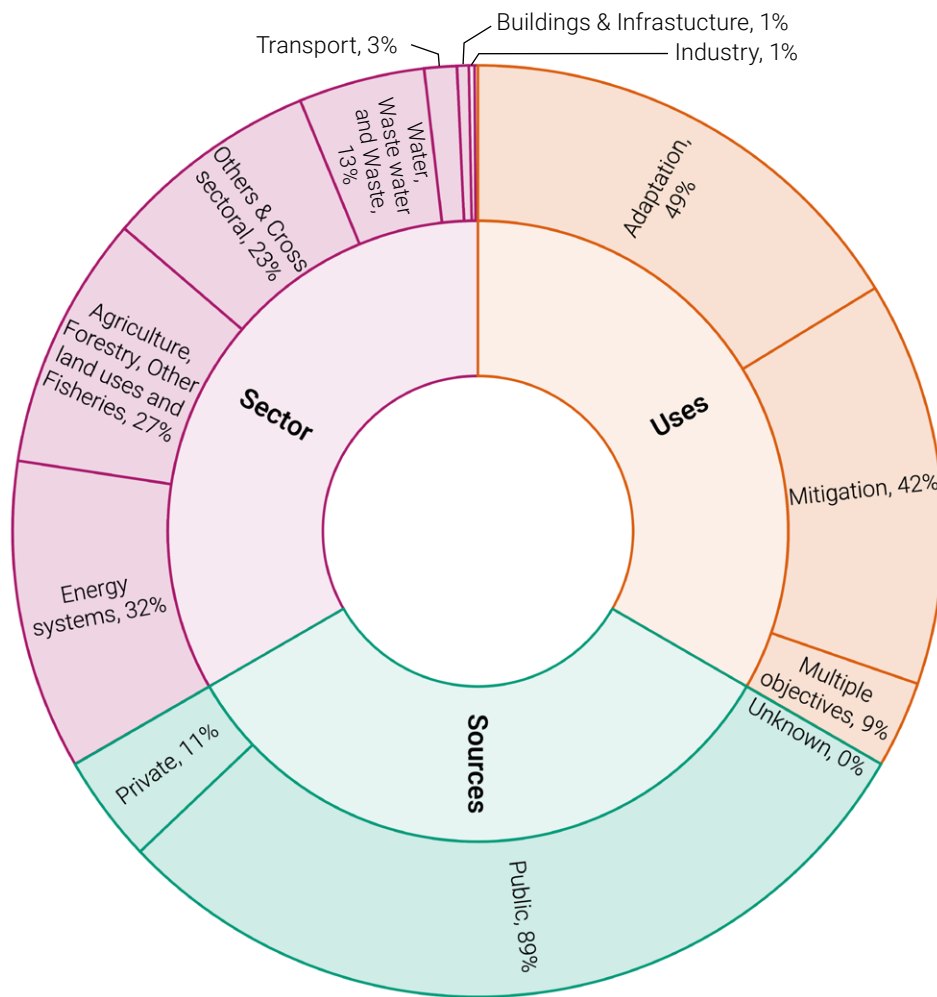 Buildings & Infrastucture, 1%
Transport, 3%
Industry, 1%
Water,
Waste water
and Waste,
13%
Others & Cross
sectoral, 23%
Agriculture,
Forestry, Other
land uses and
Fisheries, 27%
Energy
systems, 32%
Sector
Adaptation,
49%
Uses
Mitigation, 42%
Multiple
objectives, 9%
Unknown, 0%
Sources
Private, 11%
Public, 89%